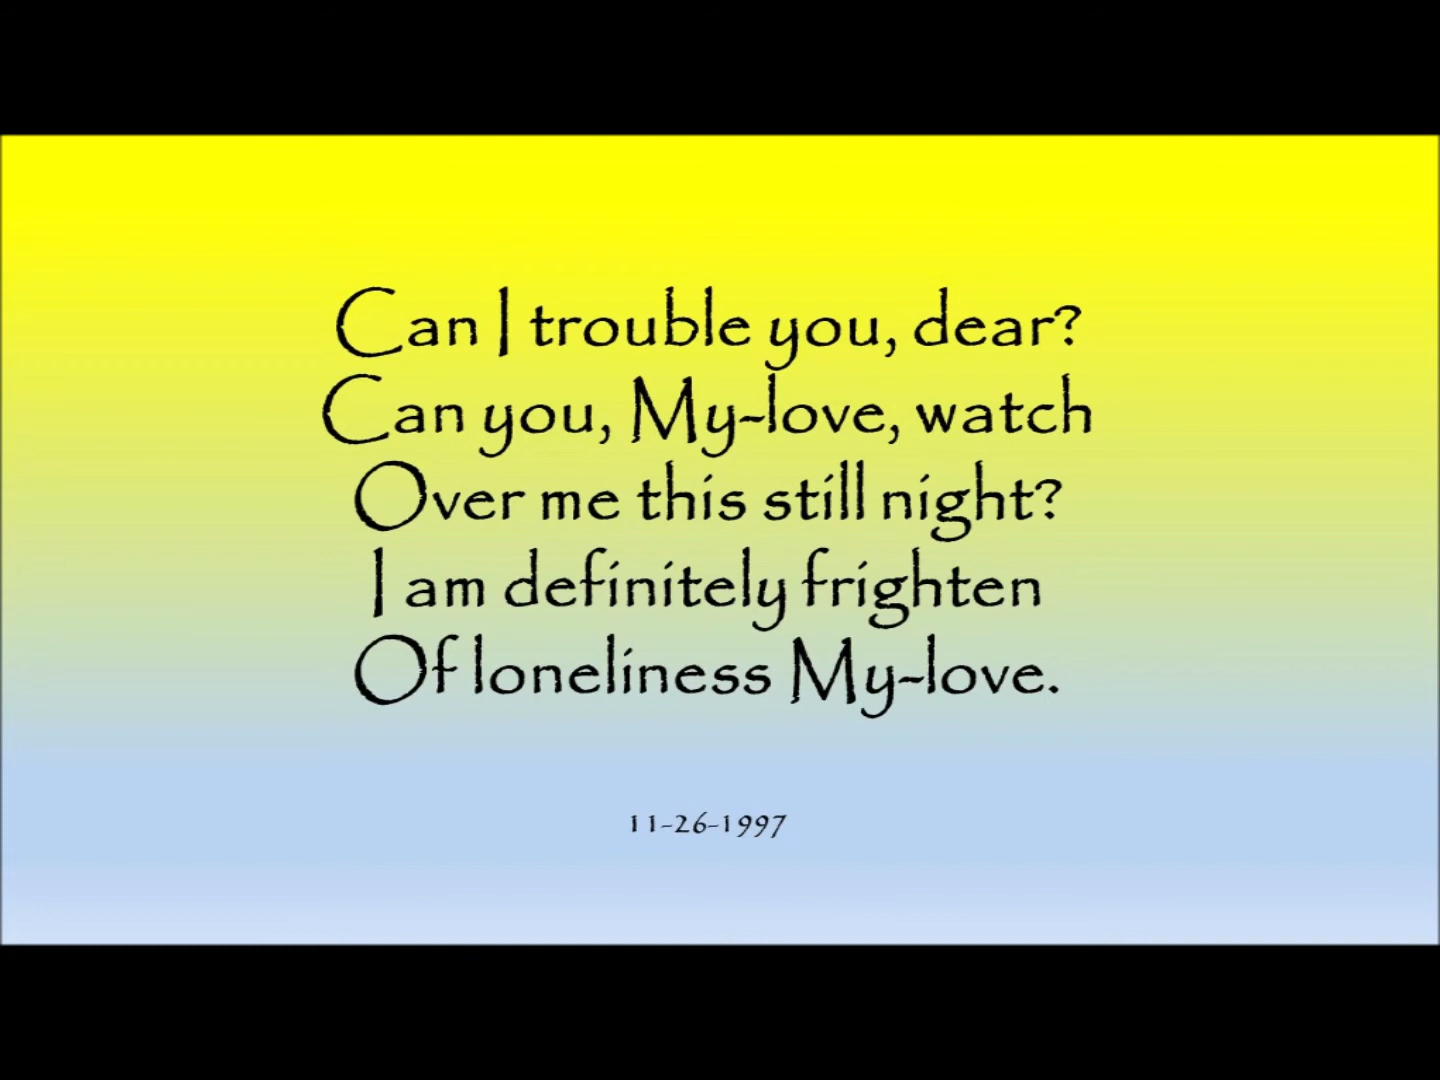 Can I trouble you, dear?
Can you, My-love, watch
Over me this still night?
I am definitely frighten
Of loneliness My-love.
11-26-1997